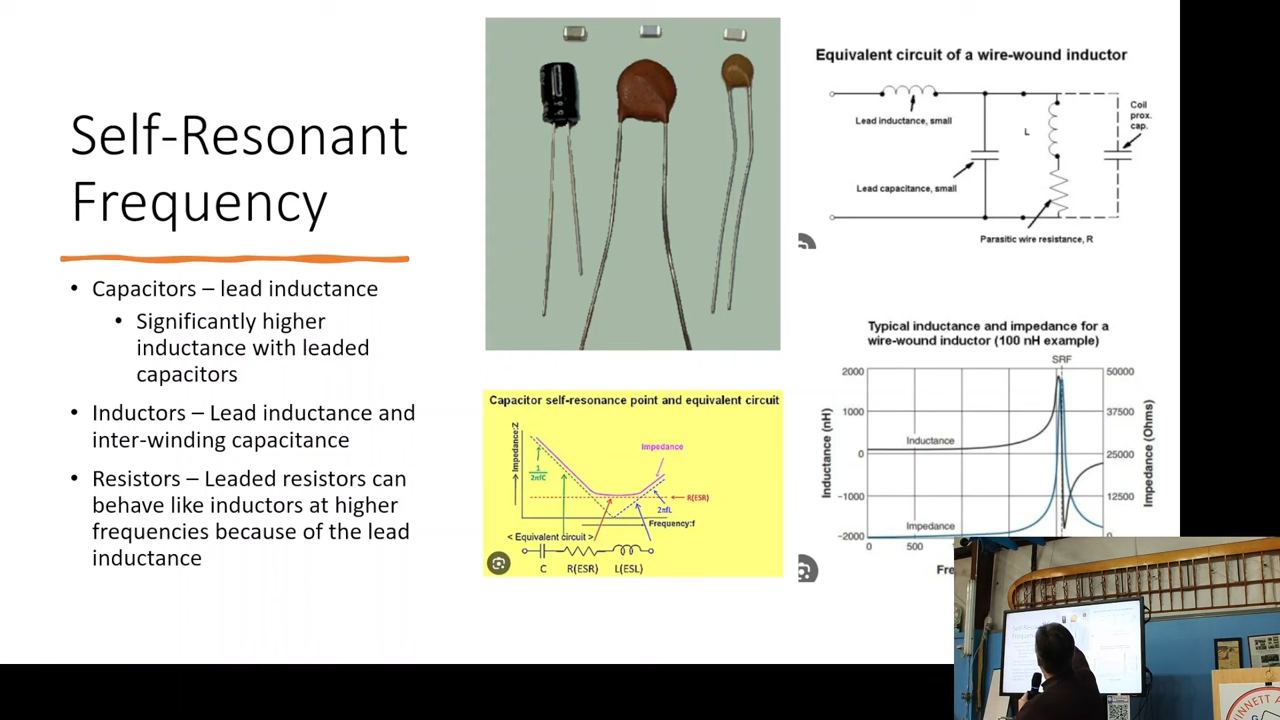 Self-Resonant
Frequency
• Capacitors – lead inductance
• Significantly higher
inductance with leaded
capacitors
• Inductors – Lead inductance and
inter-winding capacitance
• Resistors – Leaded resistors can
behave like inductors at higher
frequencies because of the lead
inductance
Capacitor self-resonance point and equivalent circuit
Impedance:Z
Impedance
1
2πfC
R(ESR)
2πfL
Frequency:f
< Equivalent circuit >
C R(ESR) L(ESL)
Equivalent circuit of a wire-wound inductor
Lead inductance, small
L
Coil
prox.
cap.
Lead capacitance, small
Parasitic wire resistance, R
Typical inductance and impedance for a
wire-wound inductor (100 nH example)
SRF
2000
1000
0
-1000
-2000
Inductance (nH)
Inductance
Impedance
50000
37500
25000
12500
0
Impedance (Ohms)
0 500
Fre
Self-Resonant
Frequency
NNETT